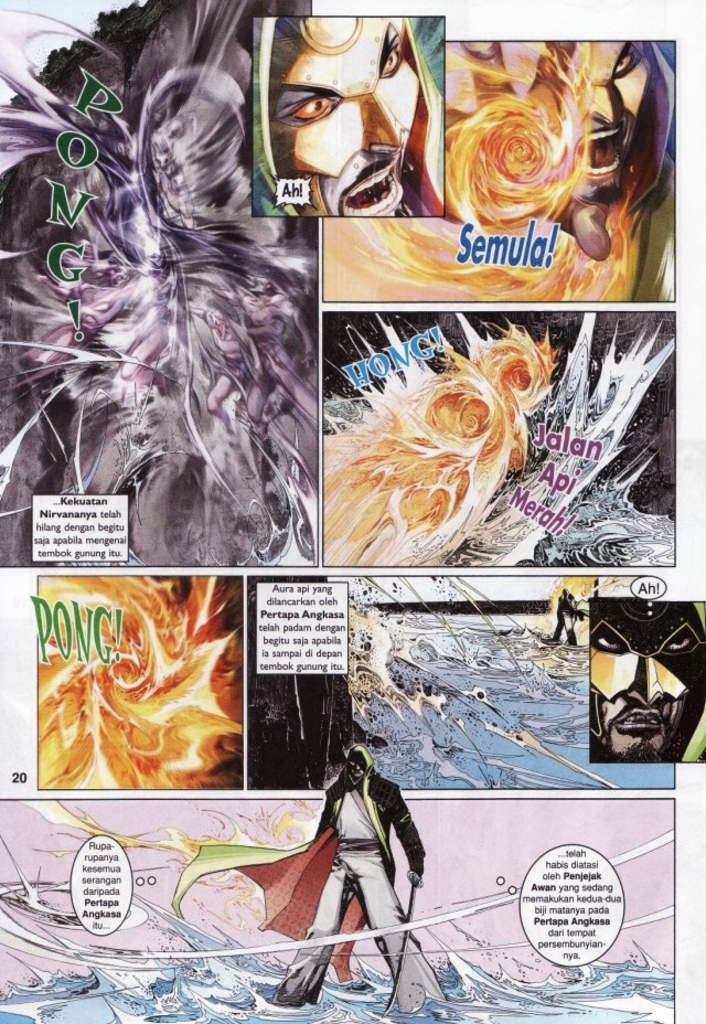 PONG!
...Kekuatan
Nirvananya telah
hilang dengan begitu
saja apabila mengenai
tembok gunung itu.
Ah!
Semula!
HONG!
Jalan
Api
Merah!
PONG!
Aura api yang
dilancarkan oleh
Pertapa Angkasa
telah padam dengan
begitu saja apabila
ia sampai di depan
tembok gunung itu.
Ah!
20
Rupa-
rupanya
kesemua
serangan
daripada
Pertapa
Angkasa
itu...
...telah
habis diatasi
oleh Penjejak
Awan yang sedang
memakukan kedua-dua
biji matanya pada
Pertapa Angkasa
dari tempat
persembunyian-
nya.